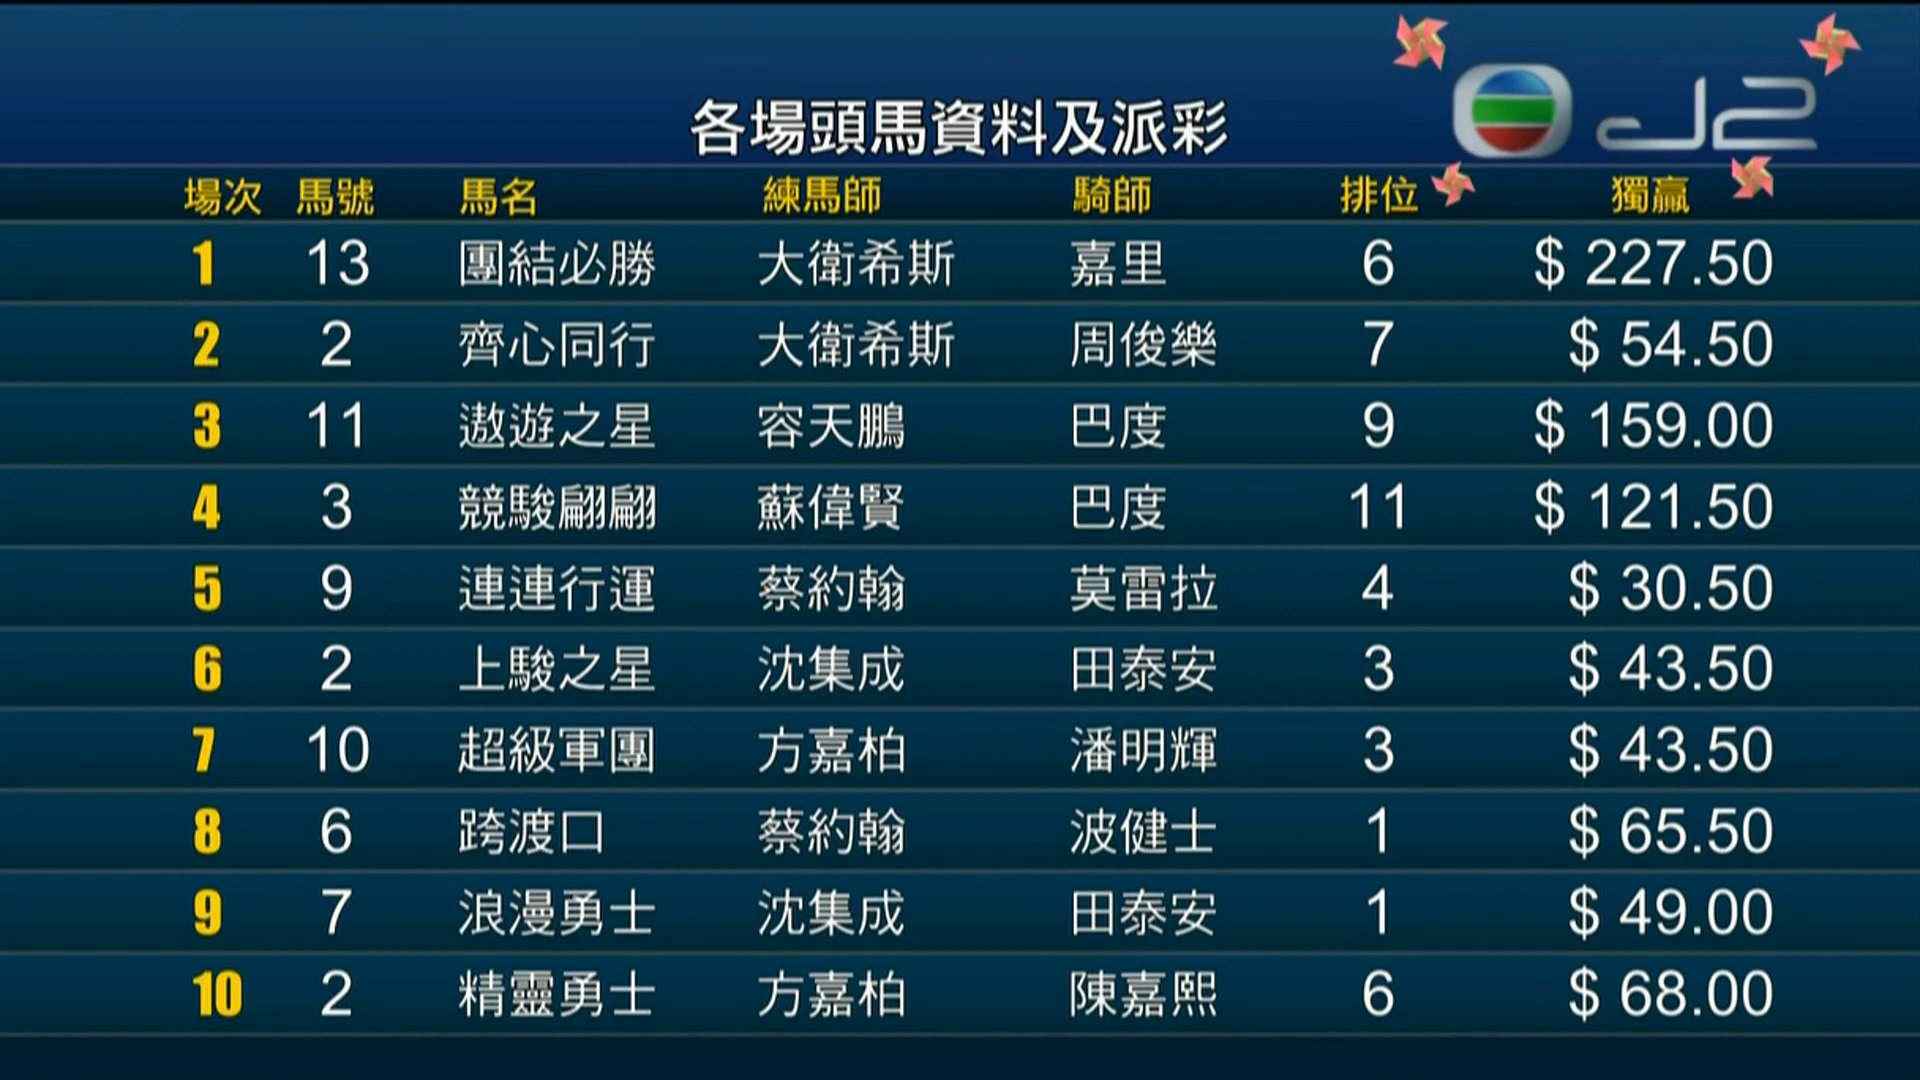 J2
各場頭馬資料及派彩
場次 馬號 馬名 練馬師 騎師 排位 獨贏
1 13 團結必勝 大衛希斯 嘉里 6 $ 227.50
2 2 齊心同行 大衛希斯 周俊樂 7 $ 54.50
3 11 遨遊之星 容天鵬 巴度 9 $ 159.00
4 3 競駿翩翩 蘇偉賢 巴度 11 $ 121.50
5 9 連連行運 蔡約翰 莫雷拉 4 $ 30.50
6 2 上駿之星 沈集成 田泰安 3 $ 43.50
7 10 超級軍團 方嘉柏 潘明輝 3 $ 43.50
8 6 跨渡口 蔡約翰 波健士 1 $ 65.50
9 7 浪漫勇士 沈集成 田泰安 1 $ 49.00
10 2 精靈勇士 方嘉柏 陳嘉熙 6 $ 68.00